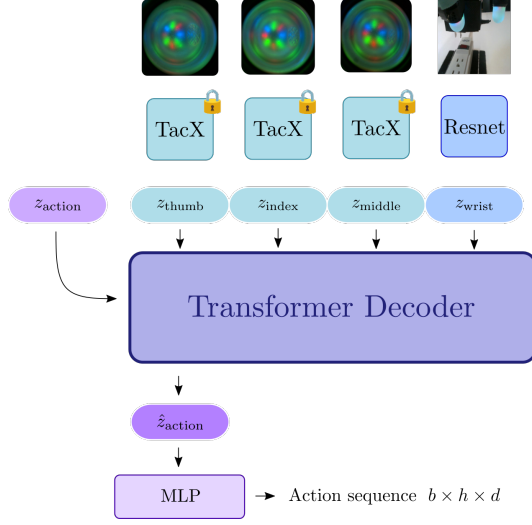 TacX TacX TacX Resnet
z_action z_thumb z_index z_middle z_wrist
Transformer Decoder
ẑ_action
MLP Action sequence b × h × d